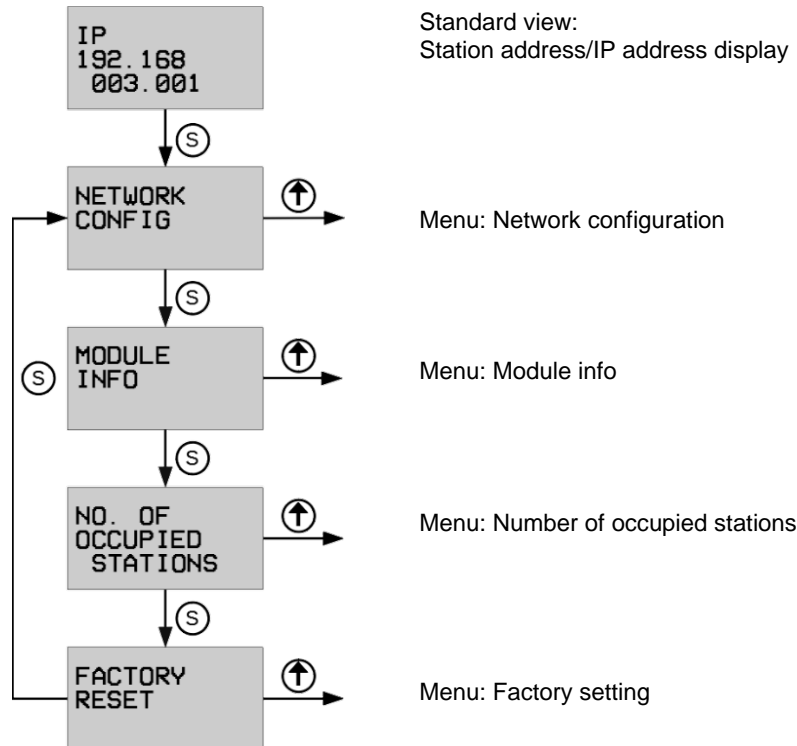 IP
192.168
003.001
Standard view:
Station address/IP address display
S
NETWORK
CONFIG
Menu: Network configuration
S
MODULE
INFO
Menu: Module info
S
S
NO. OF
OCCUPIED
STATIONS
Menu: Number of occupied stations
S
FACTORY
RESET
Menu: Factory setting